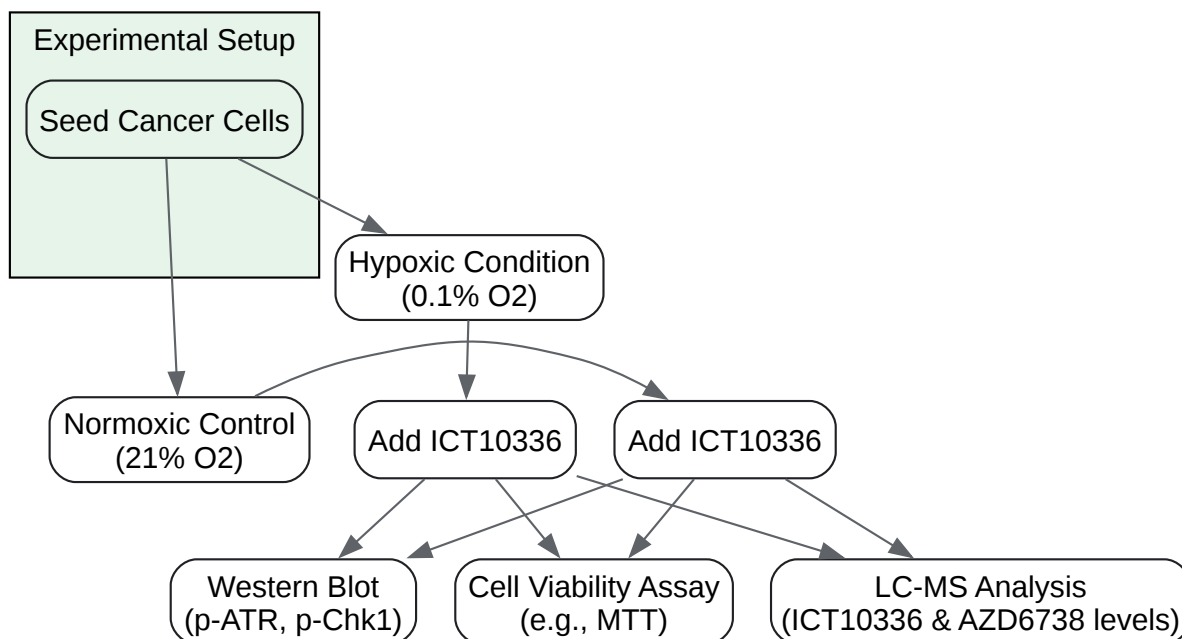 Experimental Setup
Seed Cancer Cells
Hypoxic Condition
(0.1% O2)
Normoxic Control
(21% O2)
Add ICT10336
Add ICT10336
Western Blot
(p-ATR, p-Chk1)
Cell Viability Assay
(e.g., MTT)
LC-MS Analysis
(ICT10336 & AZD6738 levels)